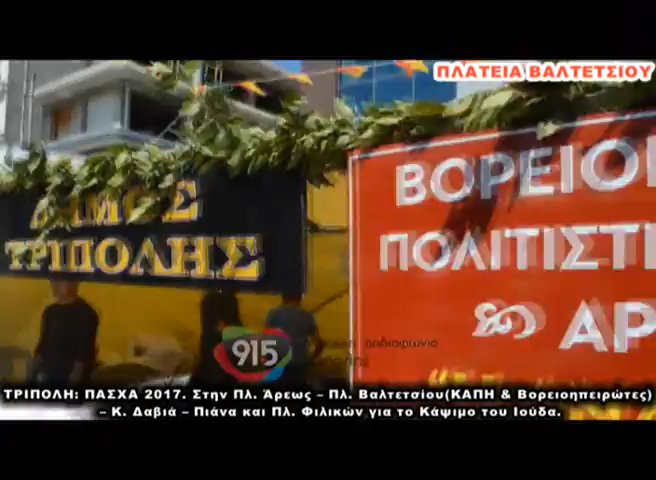 ΠΛΑΤΕΙΑ ΒΑΛΤΕΤΣΙΟΥ
ΔΗΜΟΣ
ΤΡΙΠΟΛΗΣ
ΒΟΡΕΙΟ
ΠΟΛΙΤΙΣΤΙ
ΑΡ
915
ραδιοφωνία
ΤΡΙΠΟΛΗ: ΠΑΣΧΑ 2017. Στην Πλ. Άρεως – Πλ. Βαλτετσίου(ΚΑΠΗ & Βορειοηπειρώτες)
– Κ. Δαβιά – Πιάνα και Πλ. Φιλικών για το Κάψιμο του Ιούδα.